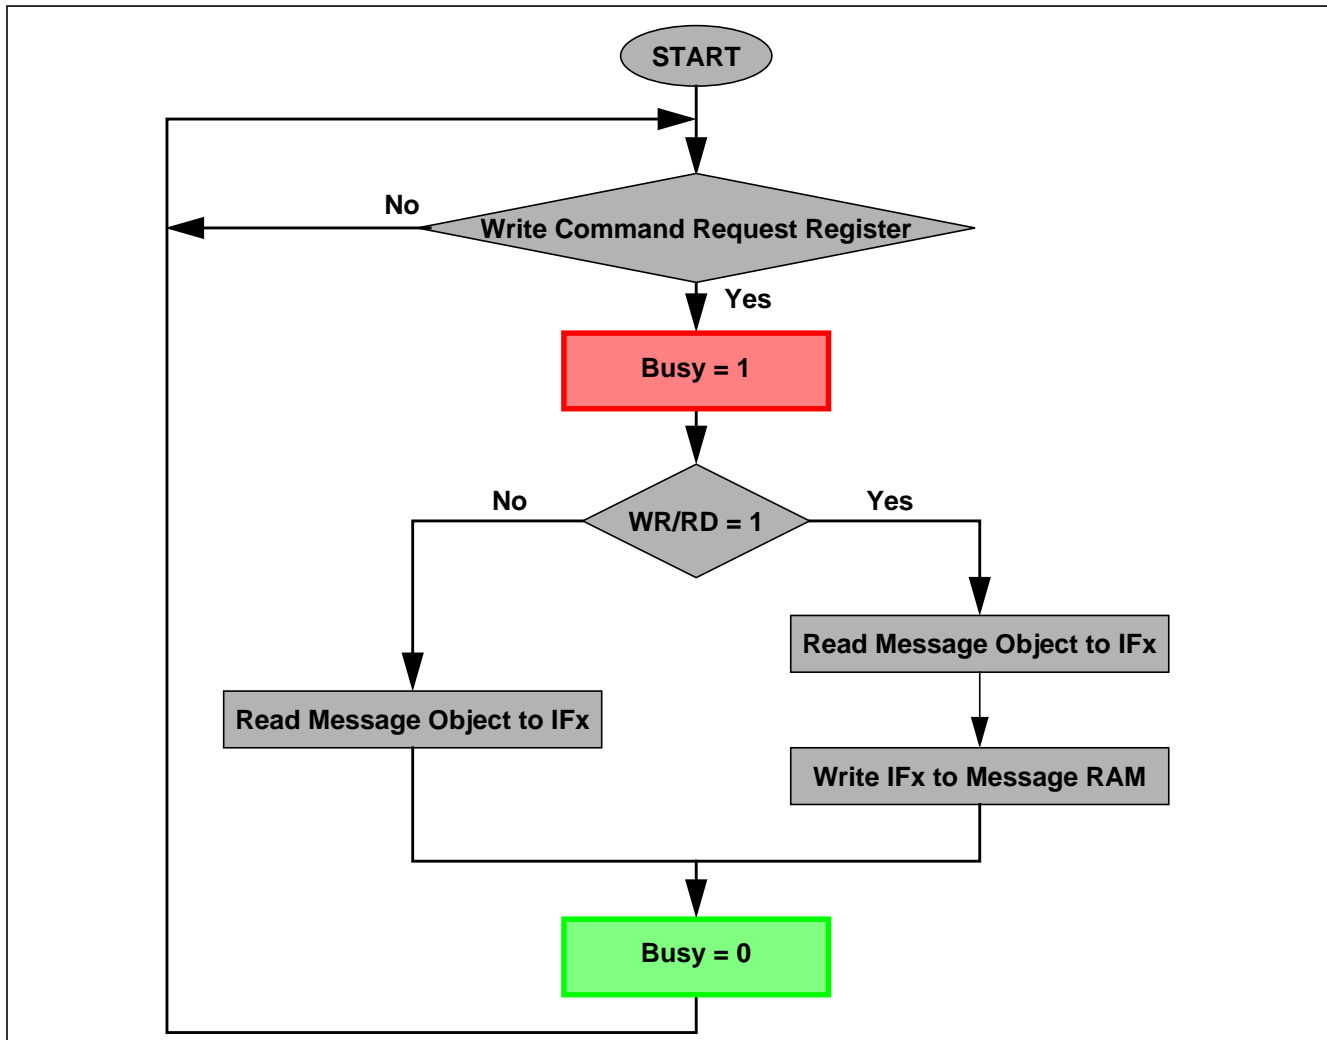 START
No
Write Command Request Register
Yes
Busy = 1
No
Yes
WR/RD = 1
Read Message Object to IFx
Read Message Object to IFx
Write IFx to Message RAM
Busy = 0